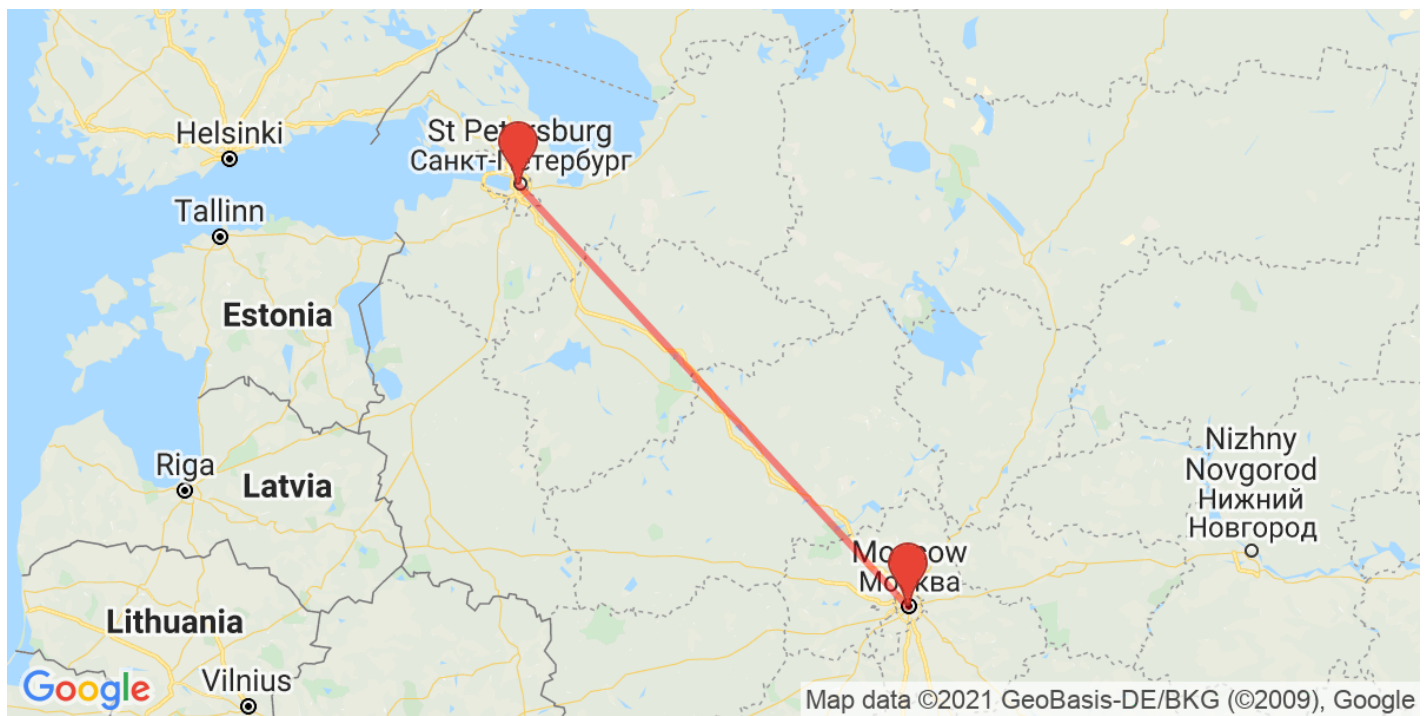 Helsinki
St Petersburg
Санкт-Петербург
Tallinn
Estonia
Riga
Latvia
Nizhny
Novgorod
Нижний
Новгород
Moscow
Москва
Lithuania
Vilnius
Google
Map data ©2021 GeoBasis-DE/BKG (©2009), Google